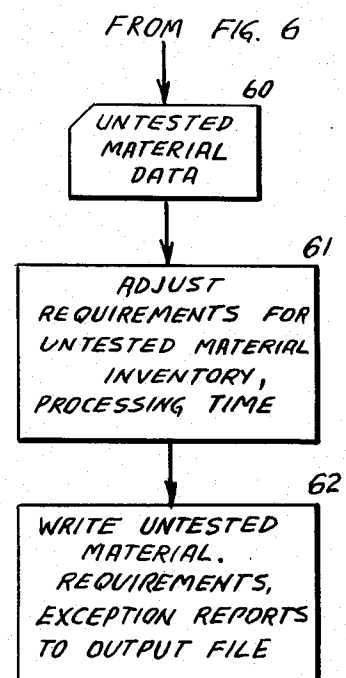 FROM FIG. 6
60
UNTESTED
MATERIAL
DATA
61
ADJUST
REQUIREMENTS FOR
UNTESTED MATERIAL
INVENTORY,
PROCESSING TIME
62
WRITE UNTESTED
MATERIAL.
REQUIREMENTS,
EXCEPTION REPORTS
TO OUTPUT FILE